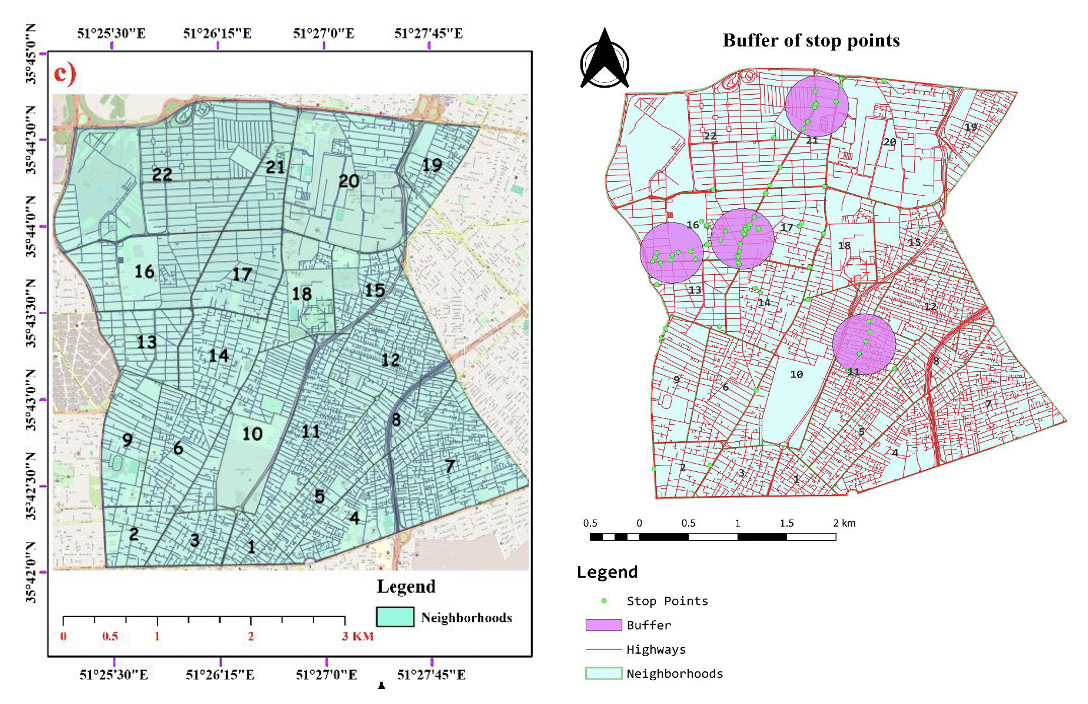 51°25'30"E 51°26'15"E 51°27'0"E 51°27'45"E
35°45'0"N
35°44'30"N
35°44'0"N
35°43'30"N
35°43'0"N
35°42'30"N
35°42'0"N
c)
19
21
22
20
16
17
18
15
13
14
12
8
10
11
9
6
7
5
4
2
3
1
Legend
Neighborhoods
0 0.5 1 2 3 KM
51°25'30"E 51°26'15"E 51°27'0"E 51°27'45"E
Buffer of stop points
19
22
21
20
16
17
15
18
13
14
12
8
10
11
9
6
7
5
4
2
3
1
0.5 0 0.5 1 1.5 2 km
Legend
Stop Points
Buffer
Highways
Neighborhoods